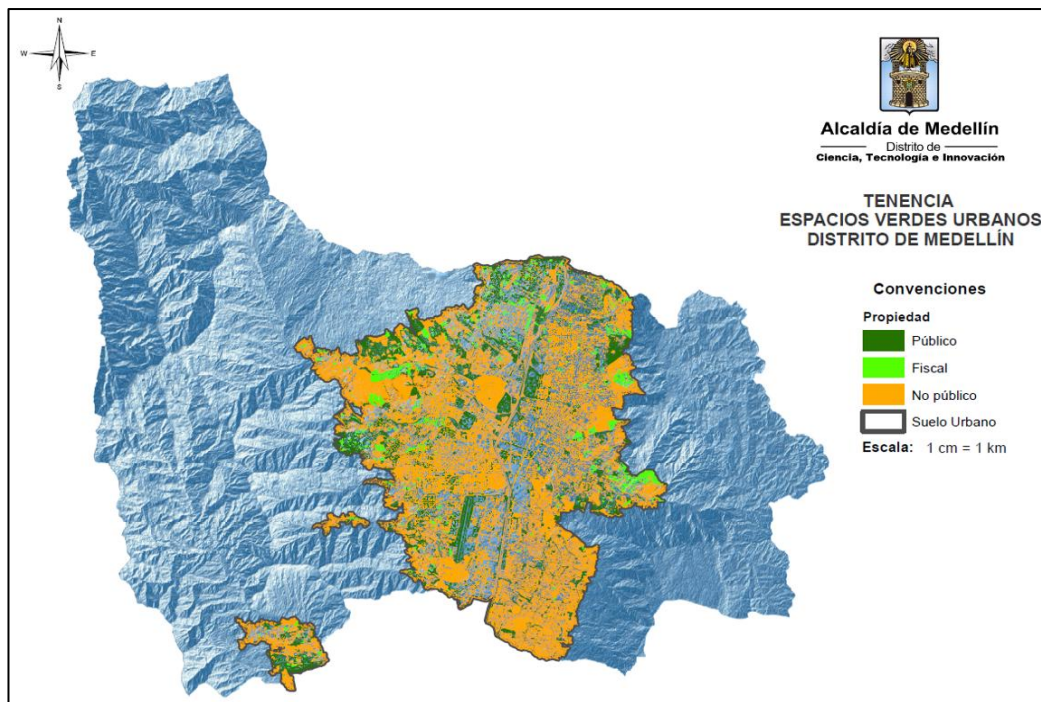 N
W E
S
Alcaldía de Medellín
Distrito de
Ciencia, Tecnología e Innovación
TENENCIA
ESPACIOS VERDES URBANOS
DISTRITO DE MEDELLÍN
Convenciones
Propiedad
Público
Fiscal
No público
Suelo Urbano
Escala: 1 cm = 1 km